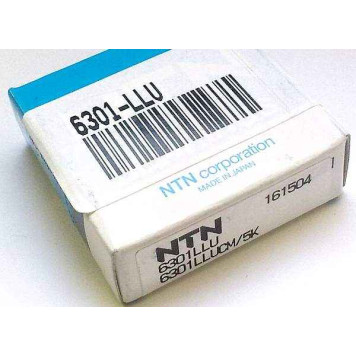 6301-LLU
NTN corporation
MADE IN JAPAN
161504
NTN
6301LLU
6301LLUCM/5K